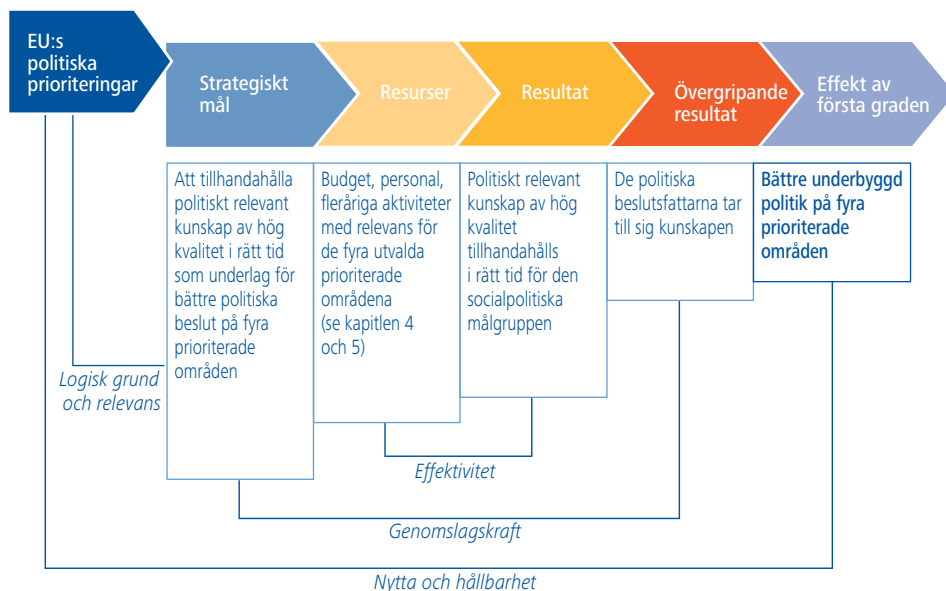 EU:s
politiska
prioriteringar
Strategiskt
mål
Resurser
Resultat
Övergripande
resultat
Effekt av
första graden
Att tillhandahålla
politiskt relevant
kunskap av hög
kvalitet i rätt tid
som underlag för
bättre politiska
beslut på fyra
prioriterade
områden
Budget, personal,
fleråriga aktiviteter
med relevans för
de fyra utvalda
prioriterade
områdena
(se kapitlen 4
och 5)
Politiskt relevant
kunskap av hög
kvalitet
tillhandahålls
i rätt tid för den
socialpolitiska
målgruppen
De politiska
beslutsfattarna tar
till sig kunskapen
Bättre underbyggd
politik på fyra
prioriterade
områden
Logisk grund
och relevans
Effektivitet
Genomslagskraft
Nytta och hållbarhet